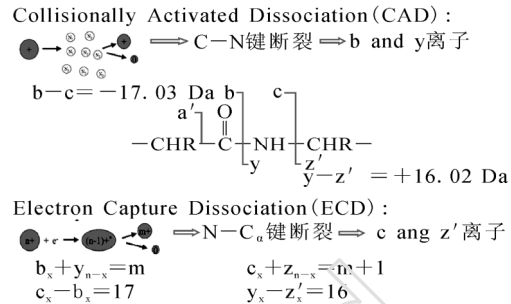 Collisionally Activated Dissociation(CAD):
+ → + ⇒C—N键断裂⇒b and y离子
b-c=-17.03 Da b c
a′ O
—CHR—C—NH—CHR—
y z′
y-z′ =+16.02 Da
Electron Capture Dissociation(ECD):
n+ + e⁻ → (n-1)+• m+ ⇒N—Cα键断裂⇒ c ang z′离子
bₓ+yₙ₋ₓ=m cₓ+zₙ₋ₓ=m+1
cₓ-bₓ=17 yₓ-z′ₓ=16